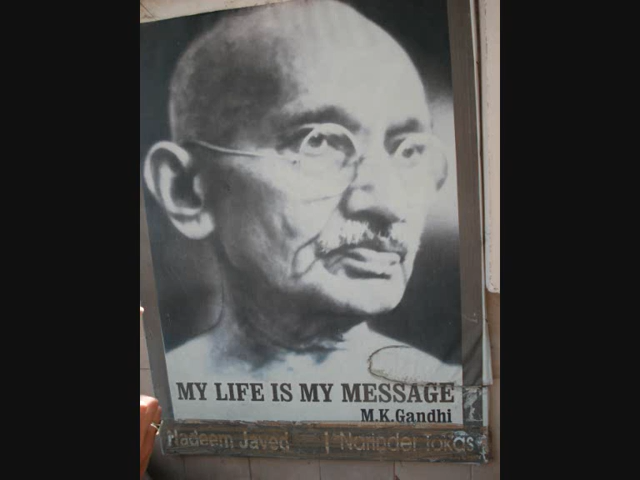 MY LIFE IS MY MESSAGE
M.K.Gandhi
Nadeem Javed | Narinder Tokas